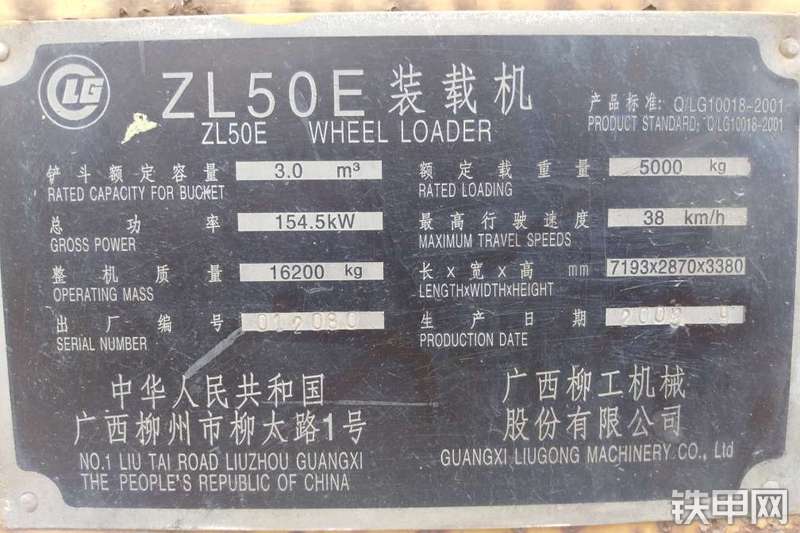 CLG
ZL50E 装载机
ZL50E WHEEL LOADER
产品标准: Q/LG10018-2001
PRODUCT STANDARD: Q/LG10018-2001
铲斗额定容量 3.0 m³
RATED CAPACITY FOR BUCKET
额定载重量 5000 kg
RATED LOADING
总功率 154.5kW
GROSS POWER
最高行驶速度 38 km/h
MAXIMUM TRAVEL SPEEDS
整机质量 16200 kg
OPERATING MASS
长×宽×高 mm 7193x2870x3380
LENGTH×WIDTH×HEIGHT
出厂编号
SERIAL NUMBER
生产日期
PRODUCTION DATE
中华人民共和国
广西柳州市柳太路1号
NO.1 LIU TAI ROAD LIUZHOU GUANGXI
THE PEOPLE'S REPUBLIC OF CHINA
广西柳工机械
股份有限公司
GUANGXI LIUGONG MACHINERY CO., Ltd
铁甲网